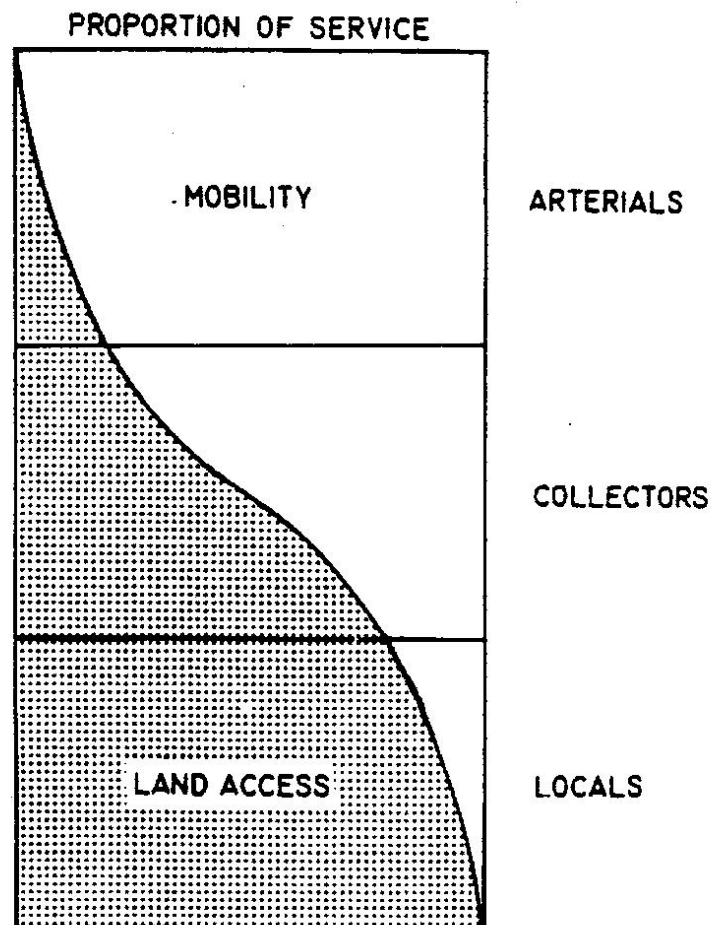 PROPORTION OF SERVICE
MOBILITY
ARTERIALS
COLLECTORS
LAND ACCESS
LOCALS